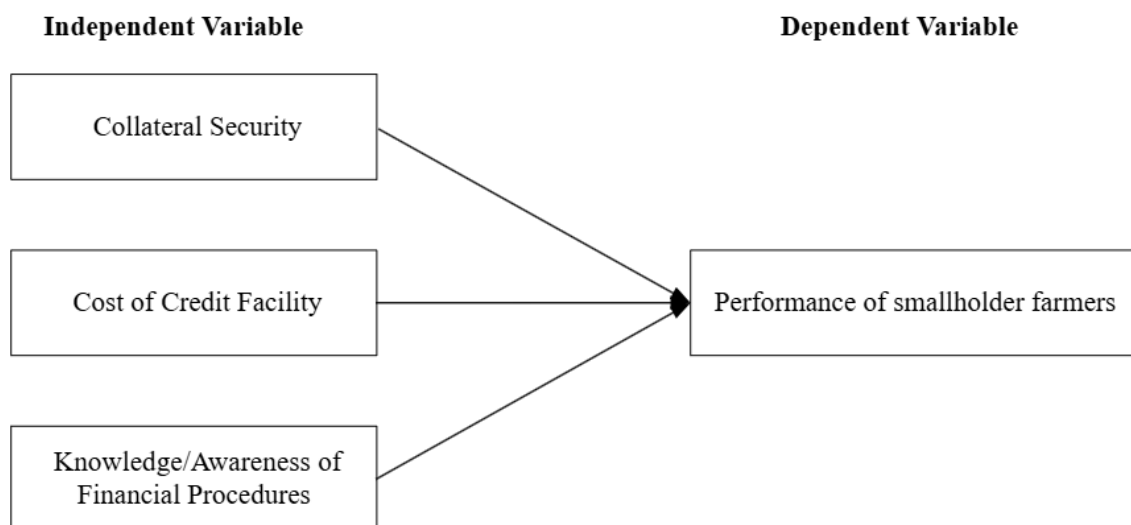 Independent Variable
Dependent Variable
Collateral Security
Cost of Credit Facility
Performance of smallholder farmers
Knowledge/Awareness of
Financial Procedures